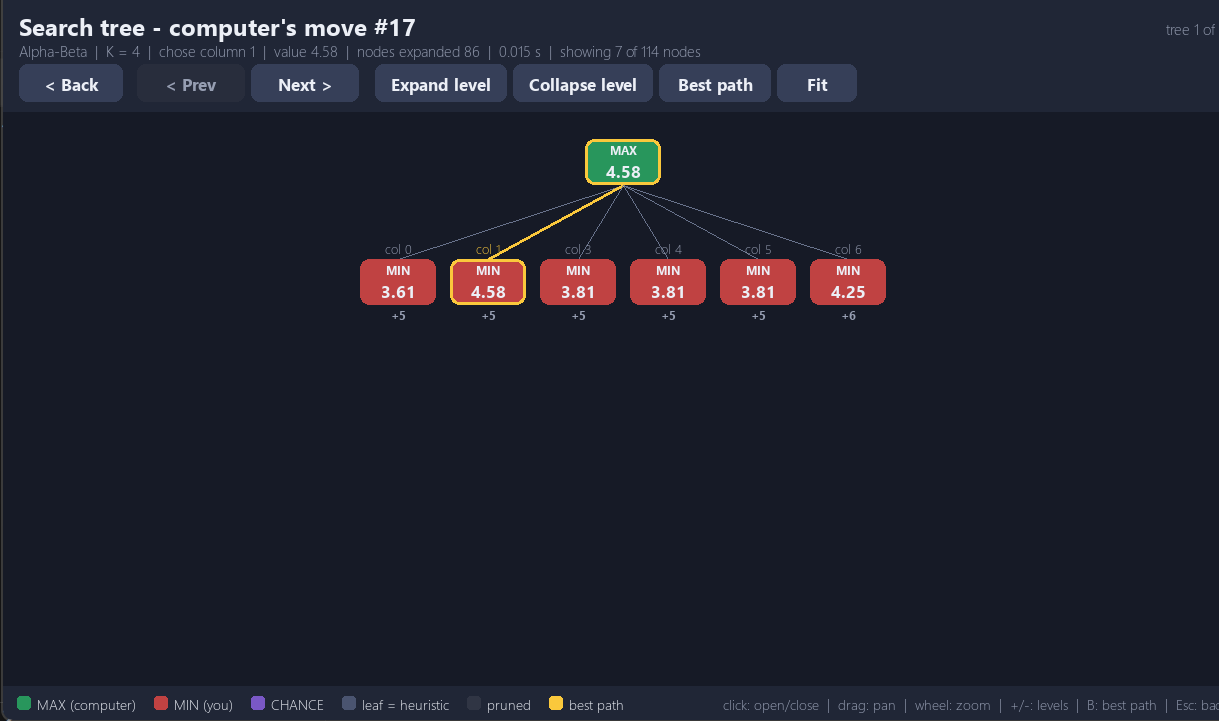 Search tree - computer's move #17
tree 1 of
Alpha-Beta | K = 4 | chose column 1 | value 4.58 | nodes expanded 86 | 0.015 s | showing 7 of 114 nodes
< Back < Prev Next > Expand level Collapse level Best path Fit
MAX
4.58
col 0 col 1 col 3 col 4 col 5 col 6
MIN MIN MIN MIN MIN MIN
3.61 4.58 3.81 3.81 3.81 4.25
+5 +5 +5 +5 +5 +6
MAX (computer) MIN (you) CHANCE leaf = heuristic pruned best path
click: open/close | drag: pan | wheel: zoom | +/-: levels | B: best path | Esc: bac